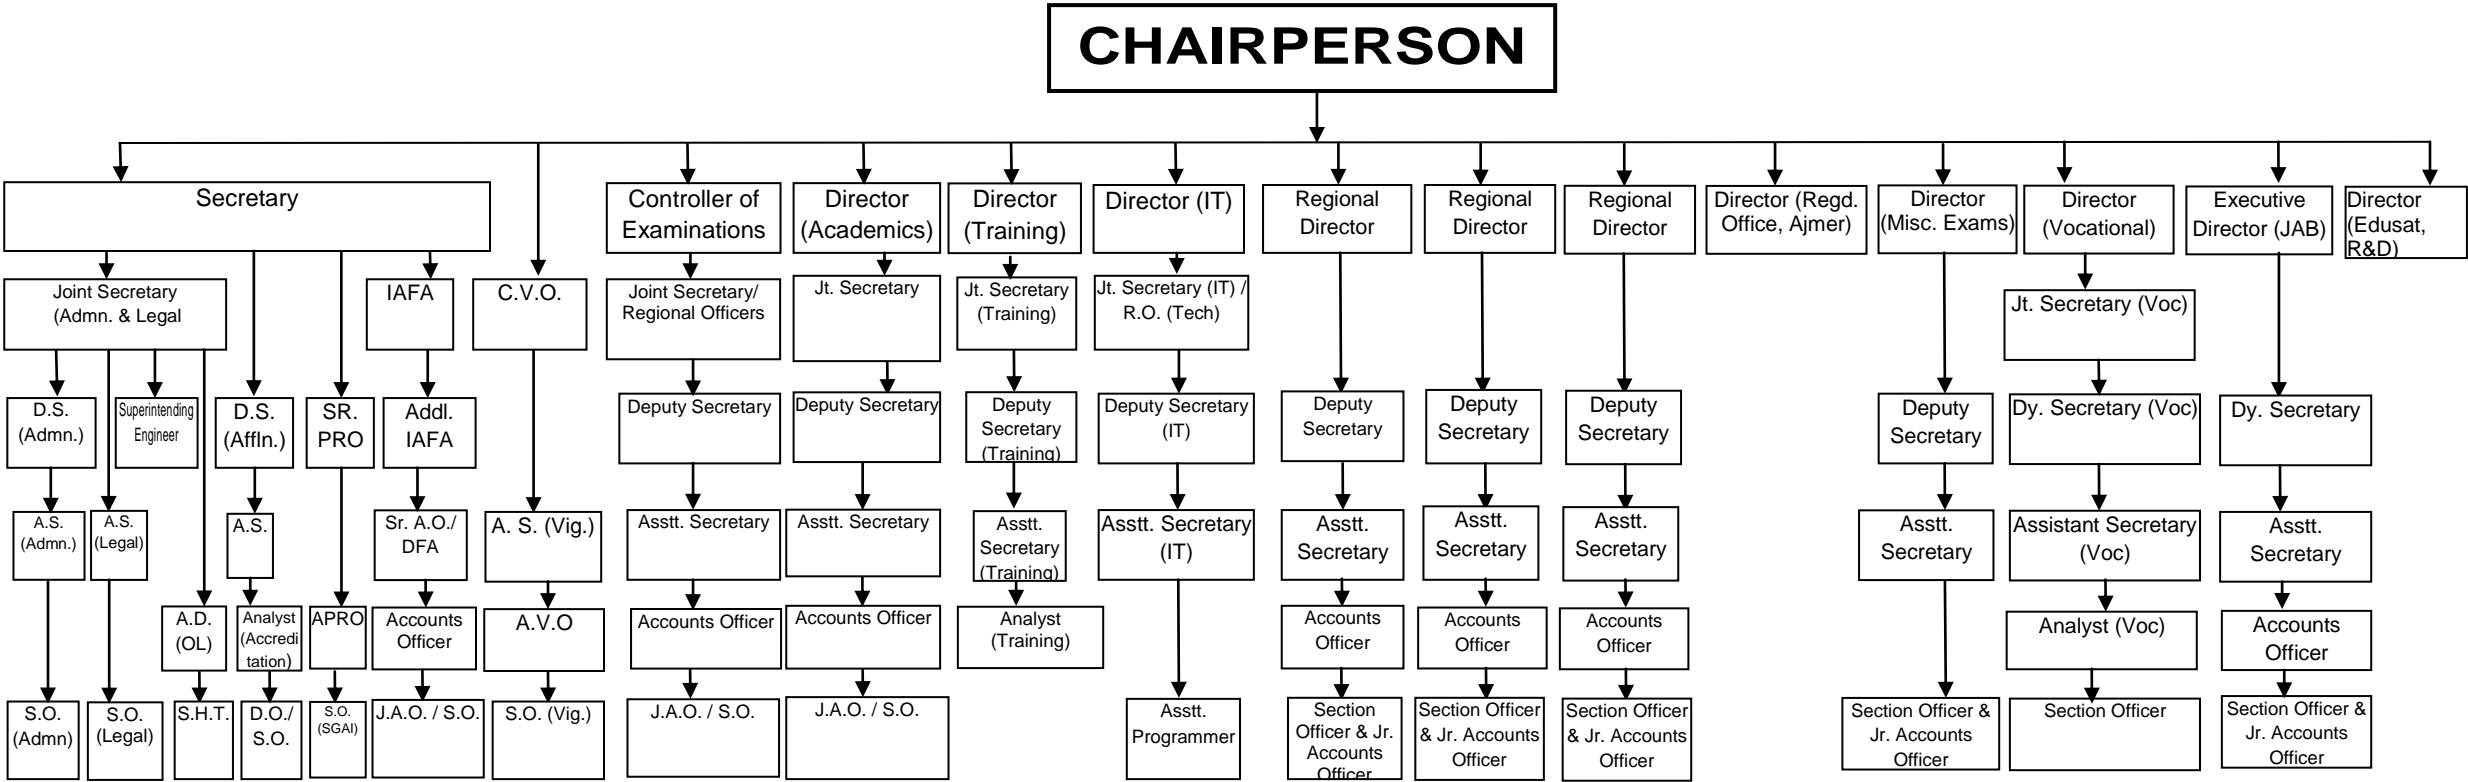 CHAIRPERSON
Secretary
Controller of
Examinations
Director
(Academics)
Director
(Training)
Director (IT)
Regional
Director
Regional
Director
Regional
Director
Director (Regd.
Office, Ajmer)
Director
(Misc. Exams)
Director
(Vocational)
Executive
Director (JAB)
Director
(Edusat,
R&D)
Joint Secretary
(Admn. & Legal
IAFA
C.V.O.
Joint Secretary/
Regional Officers
Jt. Secretary
Jt. Secretary
(Training)
Jt. Secretary (IT) /
R.O. (Tech)
Jt. Secretary (Voc)
D.S.
(Admn.)
Superintending
Engineer
D.S.
(Affln.)
SR.
PRO
Addl.
IAFA
Deputy Secretary
Deputy Secretary
Deputy
Secretary
(Training)
Deputy Secretary
(IT)
Deputy
Secretary
Deputy
Secretary
Deputy
Secretary
Deputy
Secretary
Dy. Secretary (Voc)
Dy. Secretary
A.S.
(Admn.)
A.S.
(Legal)
A.S.
Sr. A.O./
DFA
A. S. (Vig.)
Asstt. Secretary
Asstt. Secretary
Asstt.
Secretary
(Training)
Asstt. Secretary
(IT)
Asstt.
Secretary
Asstt.
Secretary
Asstt.
Secretary
Asstt.
Secretary
Assistant Secretary
(Voc)
Asstt.
Secretary
A.D.
(OL)
Analyst
(Accredi
tation)
APRO
Accounts
Officer
A.V.O
Accounts Officer
Accounts Officer
Analyst
(Training)
Accounts
Officer
Accounts
Officer
Accounts
Officer
Analyst (Voc)
Accounts
Officer
S.O.
(Admn)
S.O.
(Legal)
S.H.T.
D.O./
S.O.
S.O.
(SGAI)
J.A.O. / S.O.
S.O. (Vig.)
J.A.O. / S.O.
J.A.O. / S.O.
Asstt.
Programmer
Section
Officer & Jr.
Accounts
Officer
Section Officer
& Jr. Accounts
Officer
Section Officer
& Jr. Accounts
Officer
Section Officer &
Jr. Accounts
Officer
Section Officer
Section Officer &
Jr. Accounts
Officer